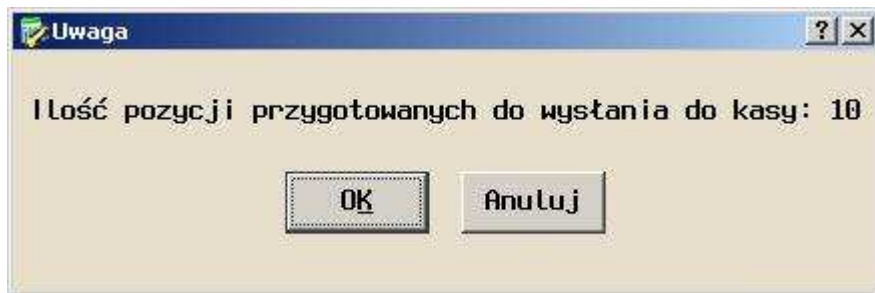 Uwaga
Ilość pozycji przygotowanych do wysłania do kasy: 10
OK
Anuluj